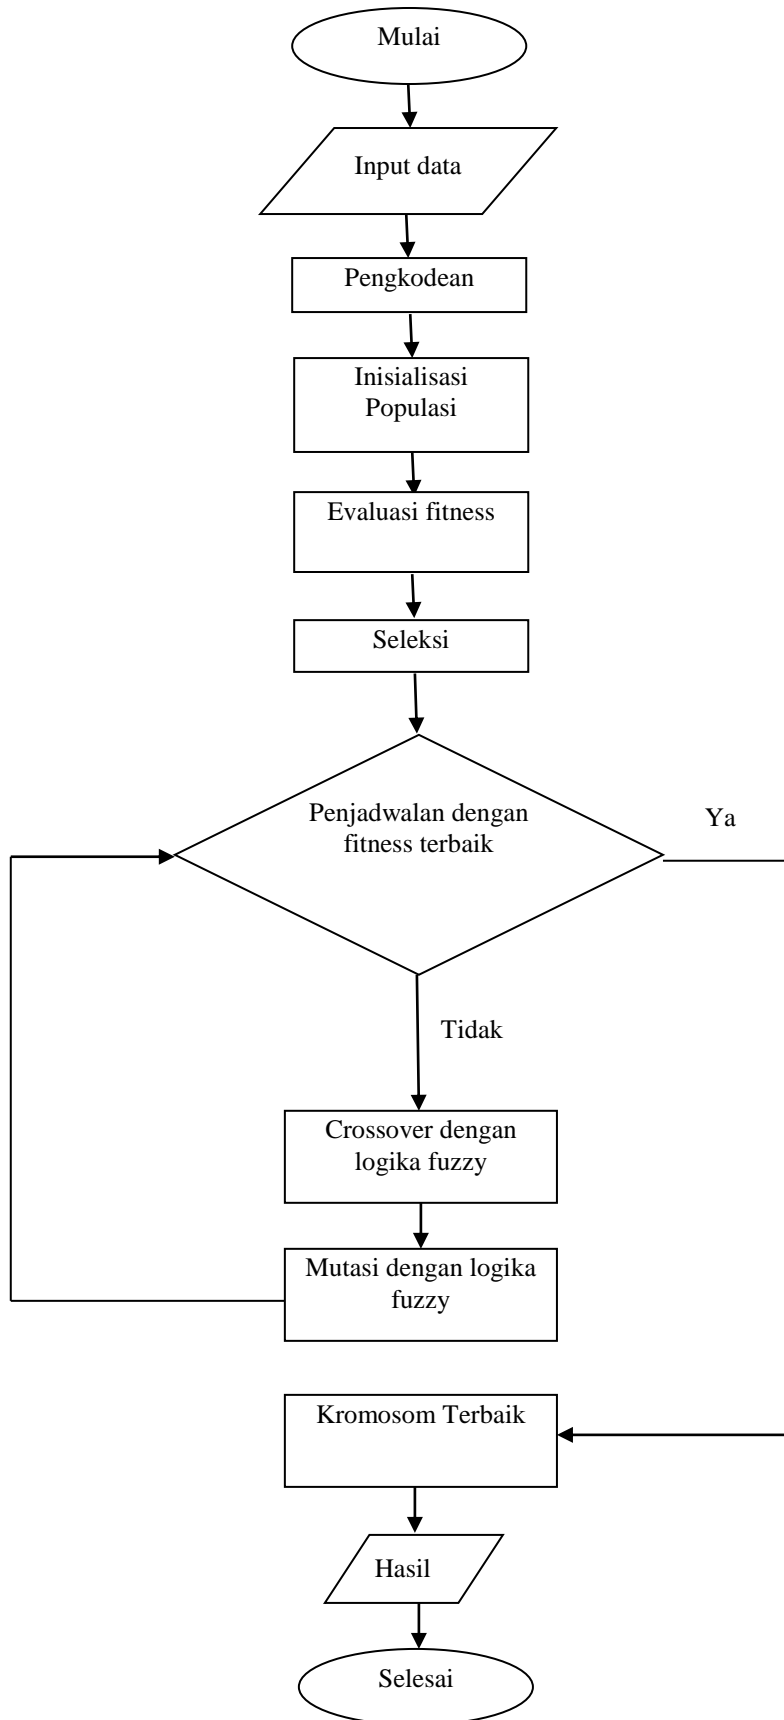 Mulai
Input data
Pengkodean
Inisialisasi
Populasi
Evaluasi fitness
Seleksi
Penjadwalan dengan
fitness terbaik
Ya
Tidak
Crossover dengan
logika fuzzy
Mutasi dengan logika
fuzzy
Kromosom Terbaik
Hasil
Selesai